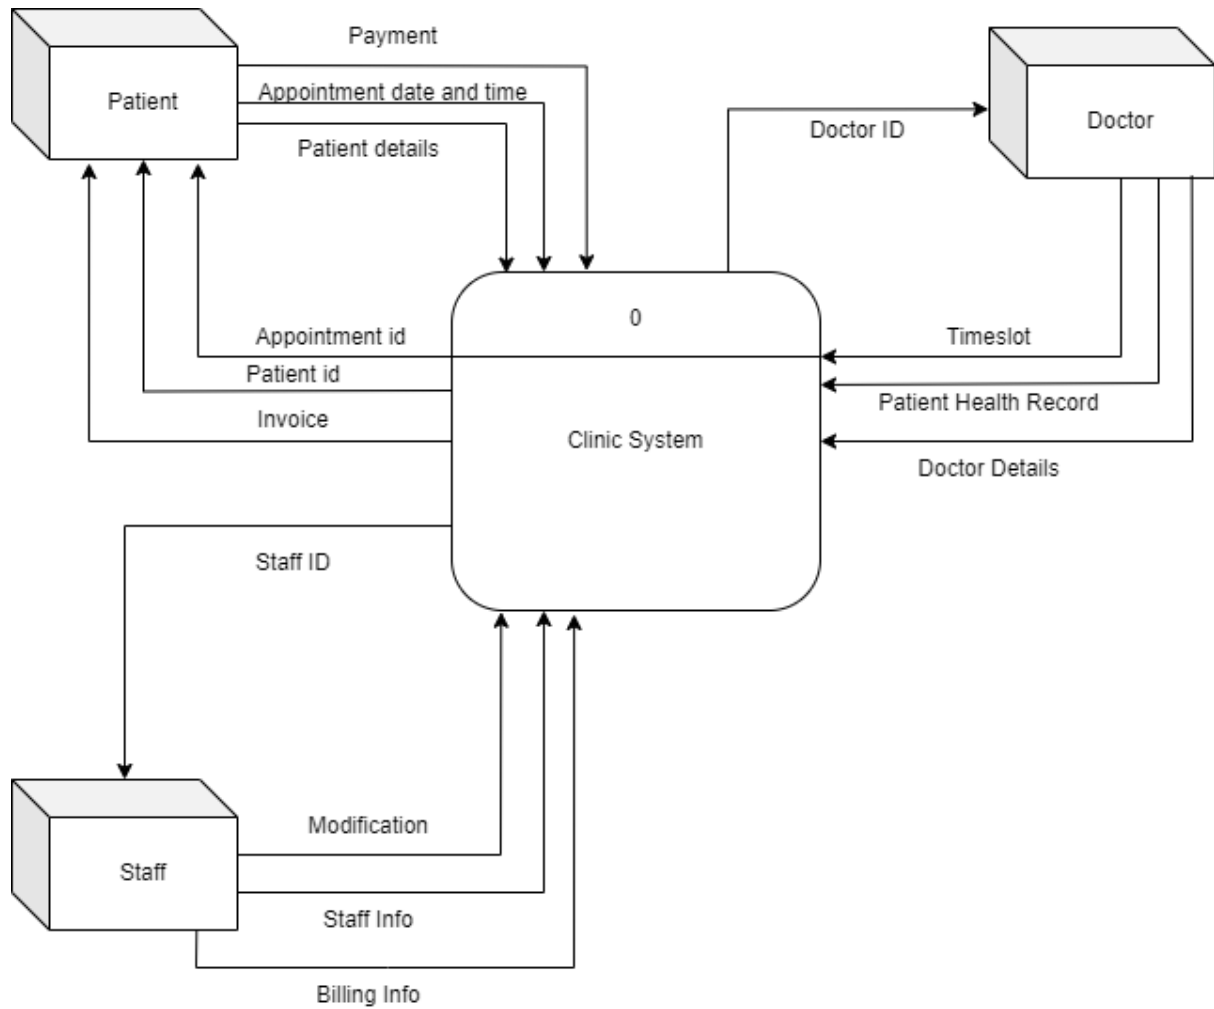 Payment
Patient
Appointment date and time
Doctor
Doctor ID
Patient details
0
Appointment id
Timeslot
Patient id
Patient Health Record
Invoice
Clinic System
Doctor Details
Staff ID
Modification
Staff
Staff Info
Billing Info